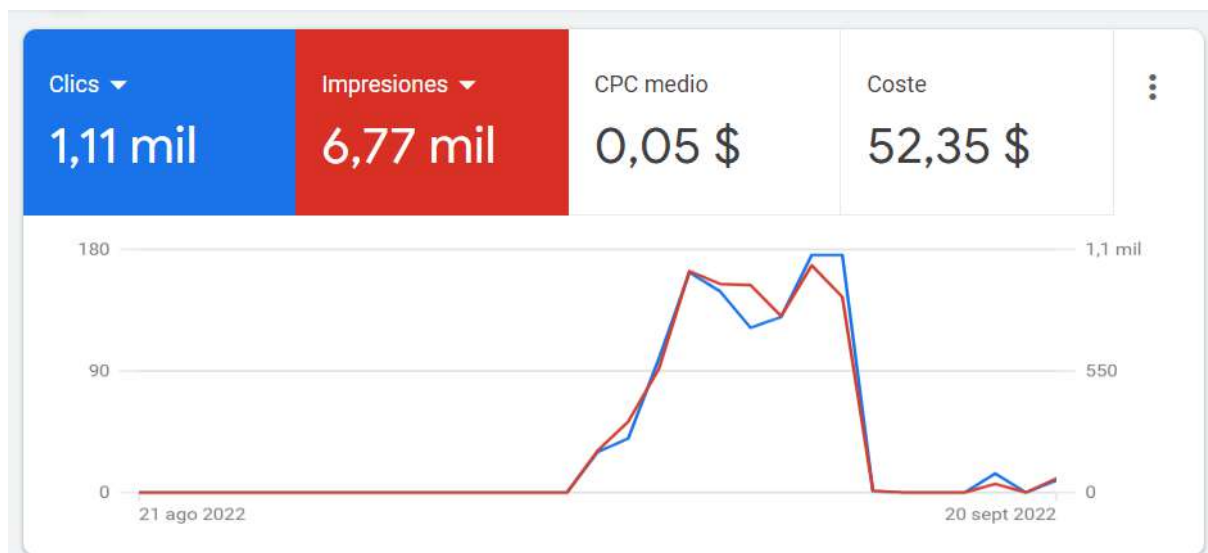 Clics
Impresiones
CPC medio
Coste
1,11 mil
6,77 mil
0,05 $
52,35 $
180
1,1 mil
90
550
0
0
21 ago 2022
20 sept 2022